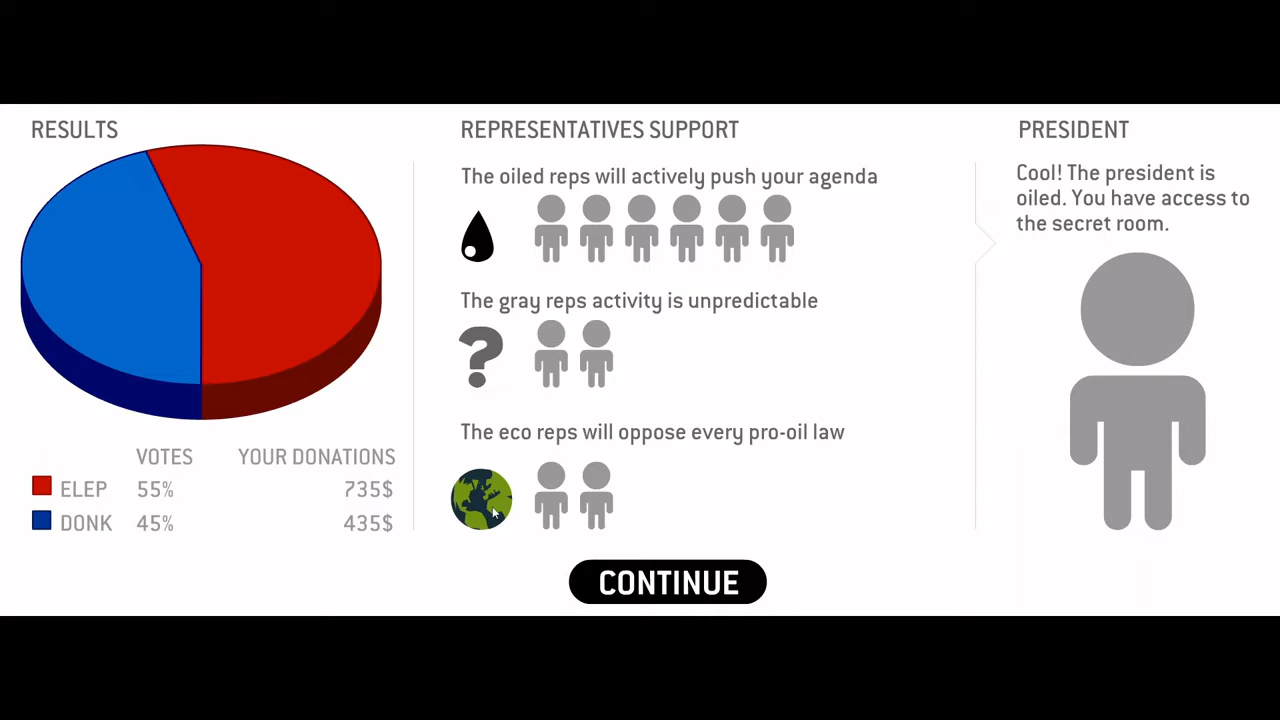 RESULTS
VOTES YOUR DONATIONS
ELEP 55% 735$
DONK 45% 435$
REPRESENTATIVES SUPPORT
The oiled reps will actively push your agenda
The gray reps activity is unpredictable
?
The eco reps will oppose every pro-oil law
PRESIDENT
Cool! The president is
oiled. You have access to
the secret room.
CONTINUE